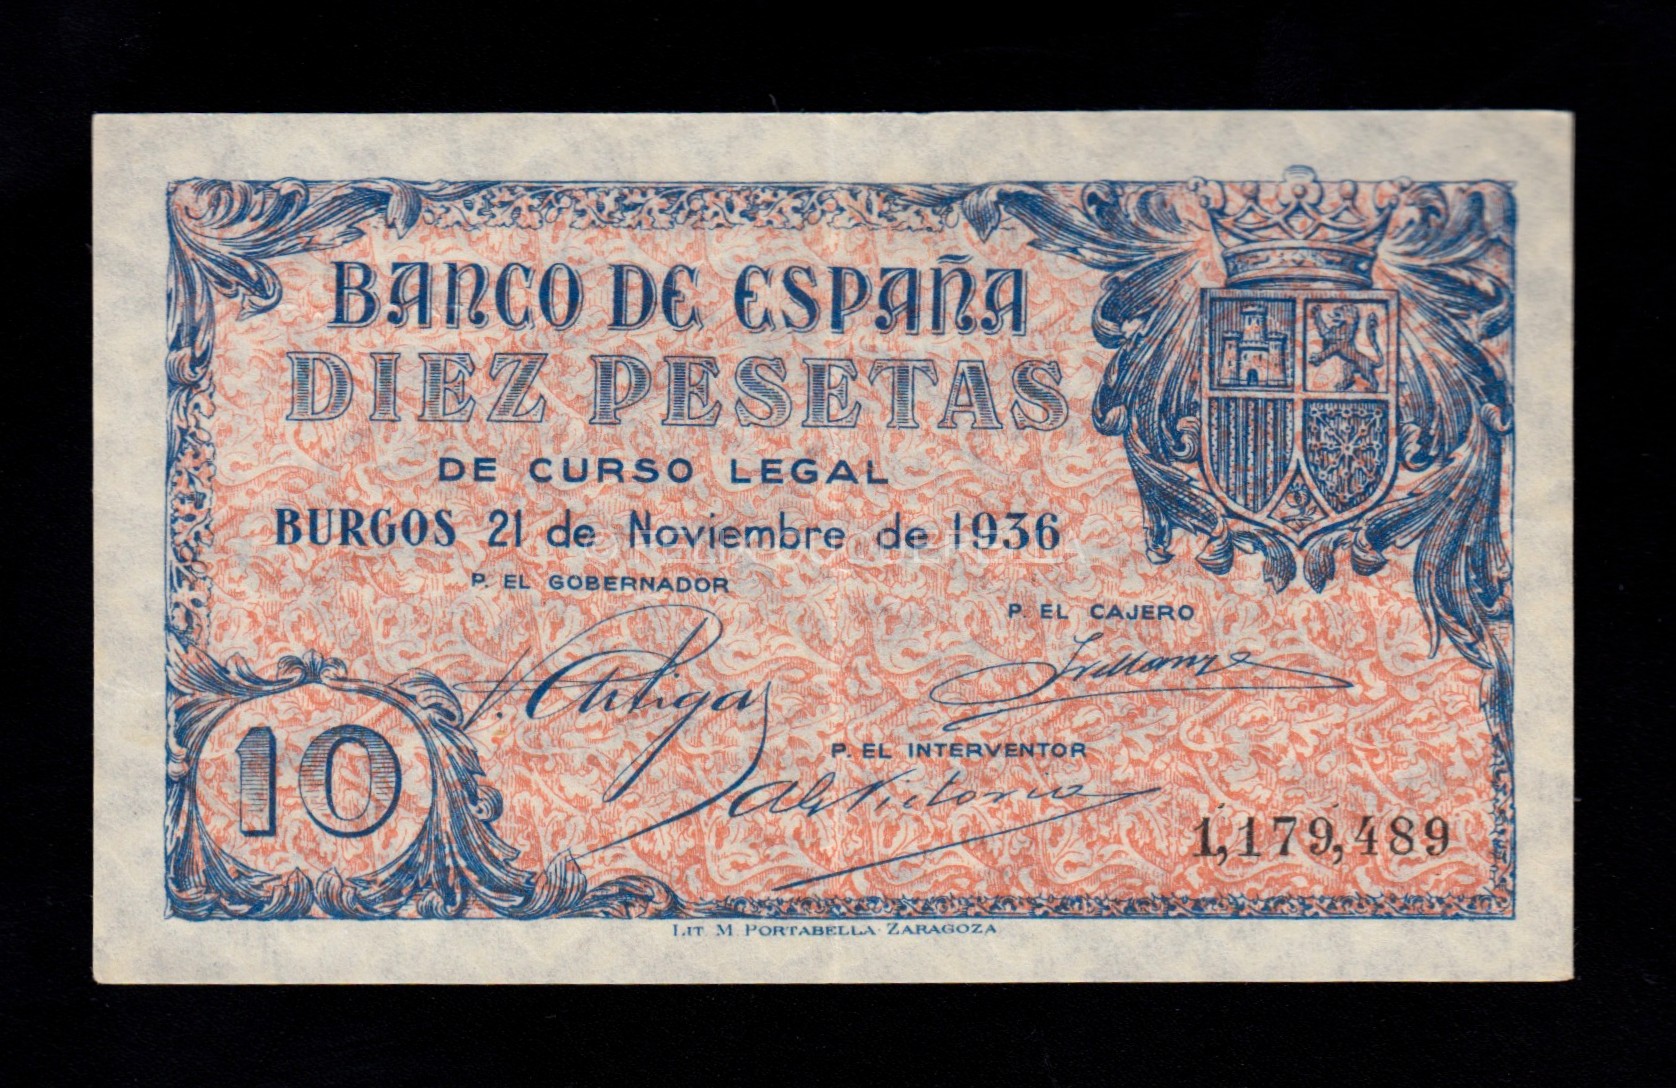 BANCO DE ESPAÑA
DIEZ PESETAS
DE CURSO LEGAL
BURGOS 21 de Noviembre de 1936
P. EL GOBERNADOR
P. EL CAJERO
V. Artigas
P. EL INTERVENTOR
10
1,179,489
LIT M PORTABELLA ZARAGOZA